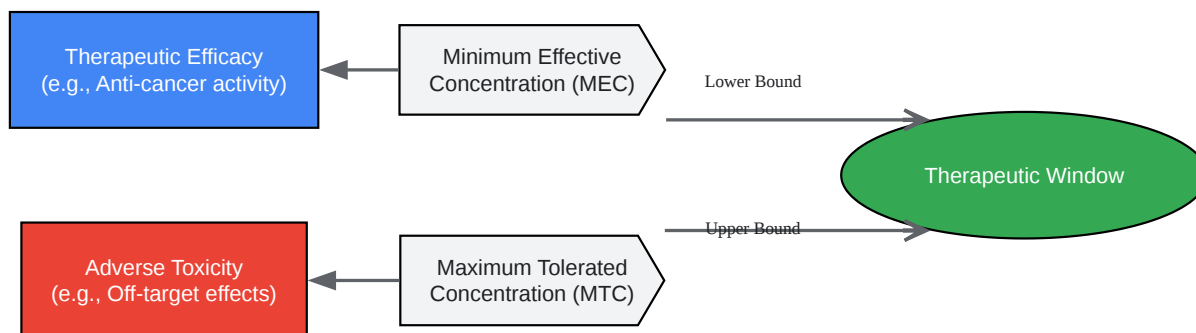 Therapeutic Efficacy
(e.g., Anti-cancer activity)
Minimum Effective
Concentration (MEC)
Lower Bound
Therapeutic Window
Upper Bound
Adverse Toxicity
(e.g., Off-target effects)
Maximum Tolerated
Concentration (MTC)